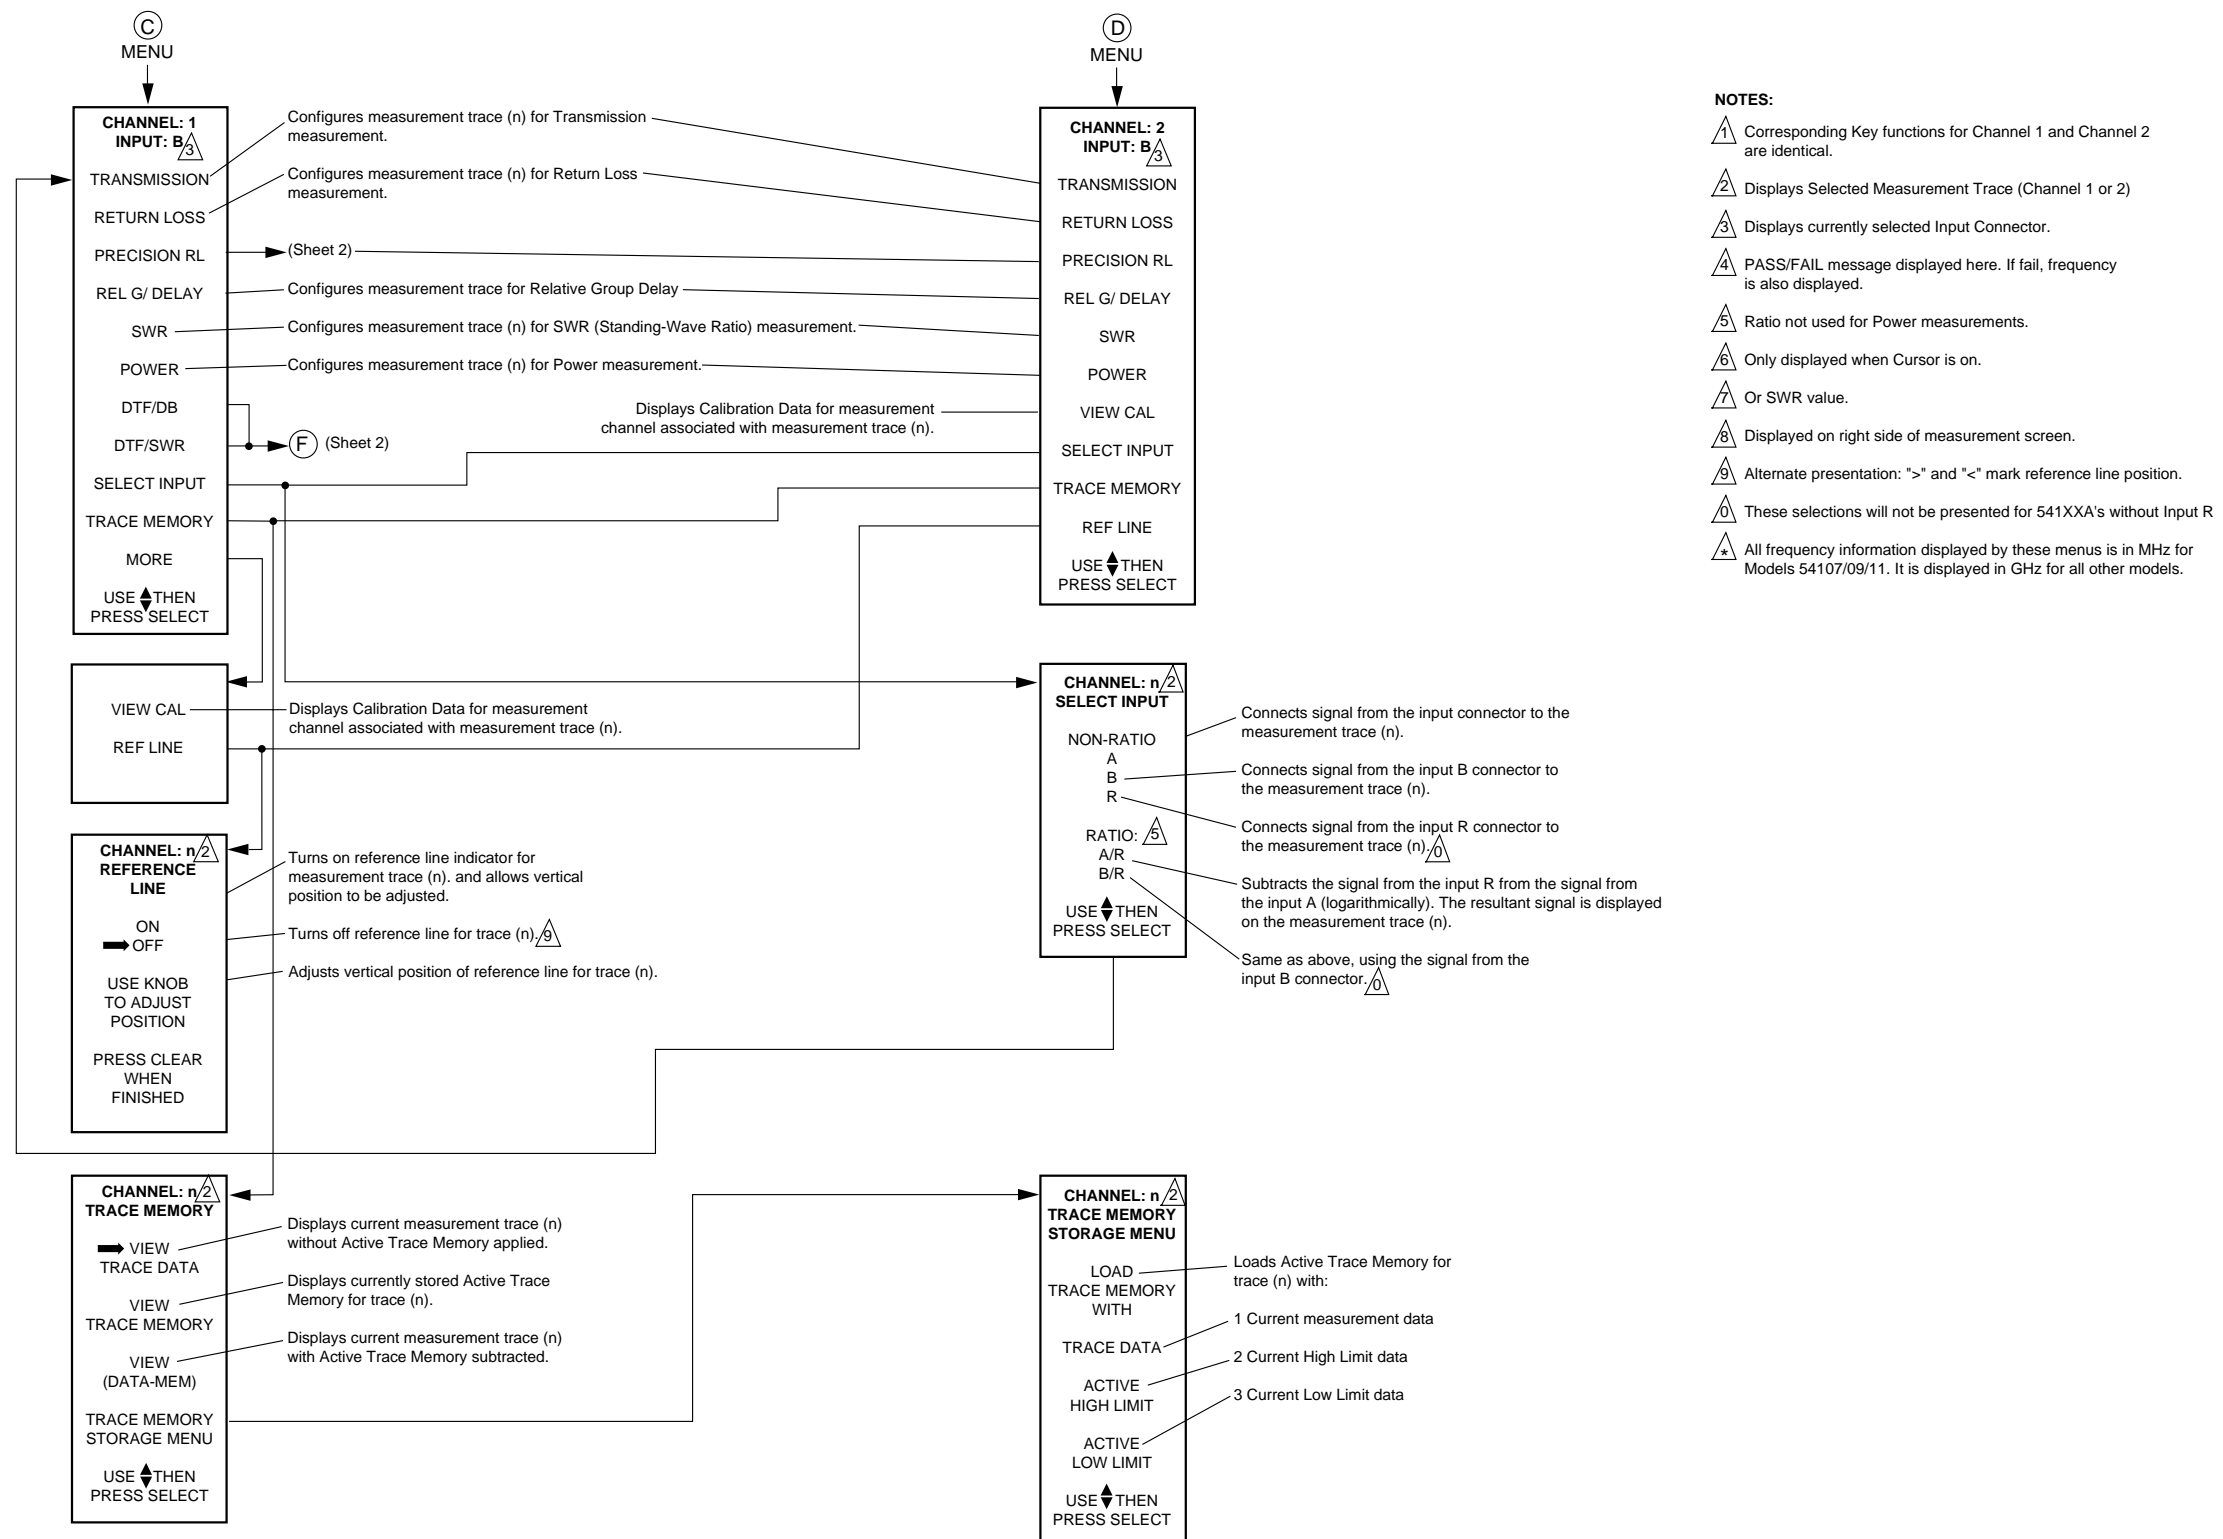 C
MENU
CHANNEL: 1
INPUT: B 3
TRANSMISSION
RETURN LOSS
PRECISION RL
REL G/ DELAY
SWR
POWER
DTF/DB
DTF/SWR
SELECT INPUT
TRACE MEMORY
MORE
USE THEN
PRESS SELECT
Configures measurement trace (n) for Transmission
measurement.
Configures measurement trace (n) for Return Loss
measurement.
(Sheet 2)
Configures measurement trace for Relative Group Delay
Configures measurement trace (n) for SWR (Standing-Wave Ratio) measurement.
Configures measurement trace (n) for Power measurement.
Displays Calibration Data for measurement
channel associated with measurement trace (n).
F (Sheet 2)
D
MENU
CHANNEL: 2
INPUT: B 3
TRANSMISSION
RETURN LOSS
PRECISION RL
REL G/ DELAY
SWR
POWER
VIEW CAL
SELECT INPUT
TRACE MEMORY
REF LINE
USE THEN
PRESS SELECT
NOTES:
1 Corresponding Key functions for Channel 1 and Channel 2
are identical.
2 Displays Selected Measurement Trace (Channel 1 or 2)
3 Displays currently selected Input Connector.
4 PASS/FAIL message displayed here. If fail, frequency
is also displayed.
5 Ratio not used for Power measurements.
6 Only displayed when Cursor is on.
7 Or SWR value.
8 Displayed on right side of measurement screen.
9 Alternate presentation: ">" and "<" mark reference line position.
0 These selections will not be presented for 541XXA's without Input R
* All frequency information displayed by these menus is in MHz for
Models 54107/09/11. It is displayed in GHz for all other models.
VIEW CAL
REF LINE
Displays Calibration Data for measurement
channel associated with measurement trace (n).
CHANNEL: n 2
REFERENCE
LINE
ON
OFF
USE KNOB
TO ADJUST
POSITION
PRESS CLEAR
WHEN
FINISHED
Turns on reference line indicator for
measurement trace (n). and allows vertical
position to be adjusted.
Turns off reference line for trace (n). 9
Adjusts vertical position of reference line for trace (n).
CHANNEL: n 2
SELECT INPUT
NON-RATIO
A
B
R
RATIO: 5
A/R
B/R
USE THEN
PRESS SELECT
Connects signal from the input connector to the
measurement trace (n).
Connects signal from the input B connector to
the measurement trace (n).
Connects signal from the input R connector to
the measurement trace (n). 0
Subtracts the signal from the input R from the signal from
the input A (logarithmically). The resultant signal is displayed
on the measurement trace (n).
Same as above, using the signal from the
input B connector. 0
CHANNEL: n 2
TRACE MEMORY
VIEW
TRACE DATA
VIEW
TRACE MEMORY
VIEW
(DATA-MEM)
TRACE MEMORY
STORAGE MENU
USE THEN
PRESS SELECT
Displays current measurement trace (n)
without Active Trace Memory applied.
Displays currently stored Active Trace
Memory for trace (n).
Displays current measurement trace (n)
with Active Trace Memory subtracted.
CHANNEL: n 2
TRACE MEMORY
STORAGE MENU
LOAD
TRACE MEMORY
WITH
TRACE DATA
ACTIVE
HIGH LIMIT
ACTIVE
LOW LIMIT
USE THEN
PRESS SELECT
Loads Active Trace Memory for
trace (n) with:
1 Current measurement data
2 Current High Limit data
3 Current Low Limit data